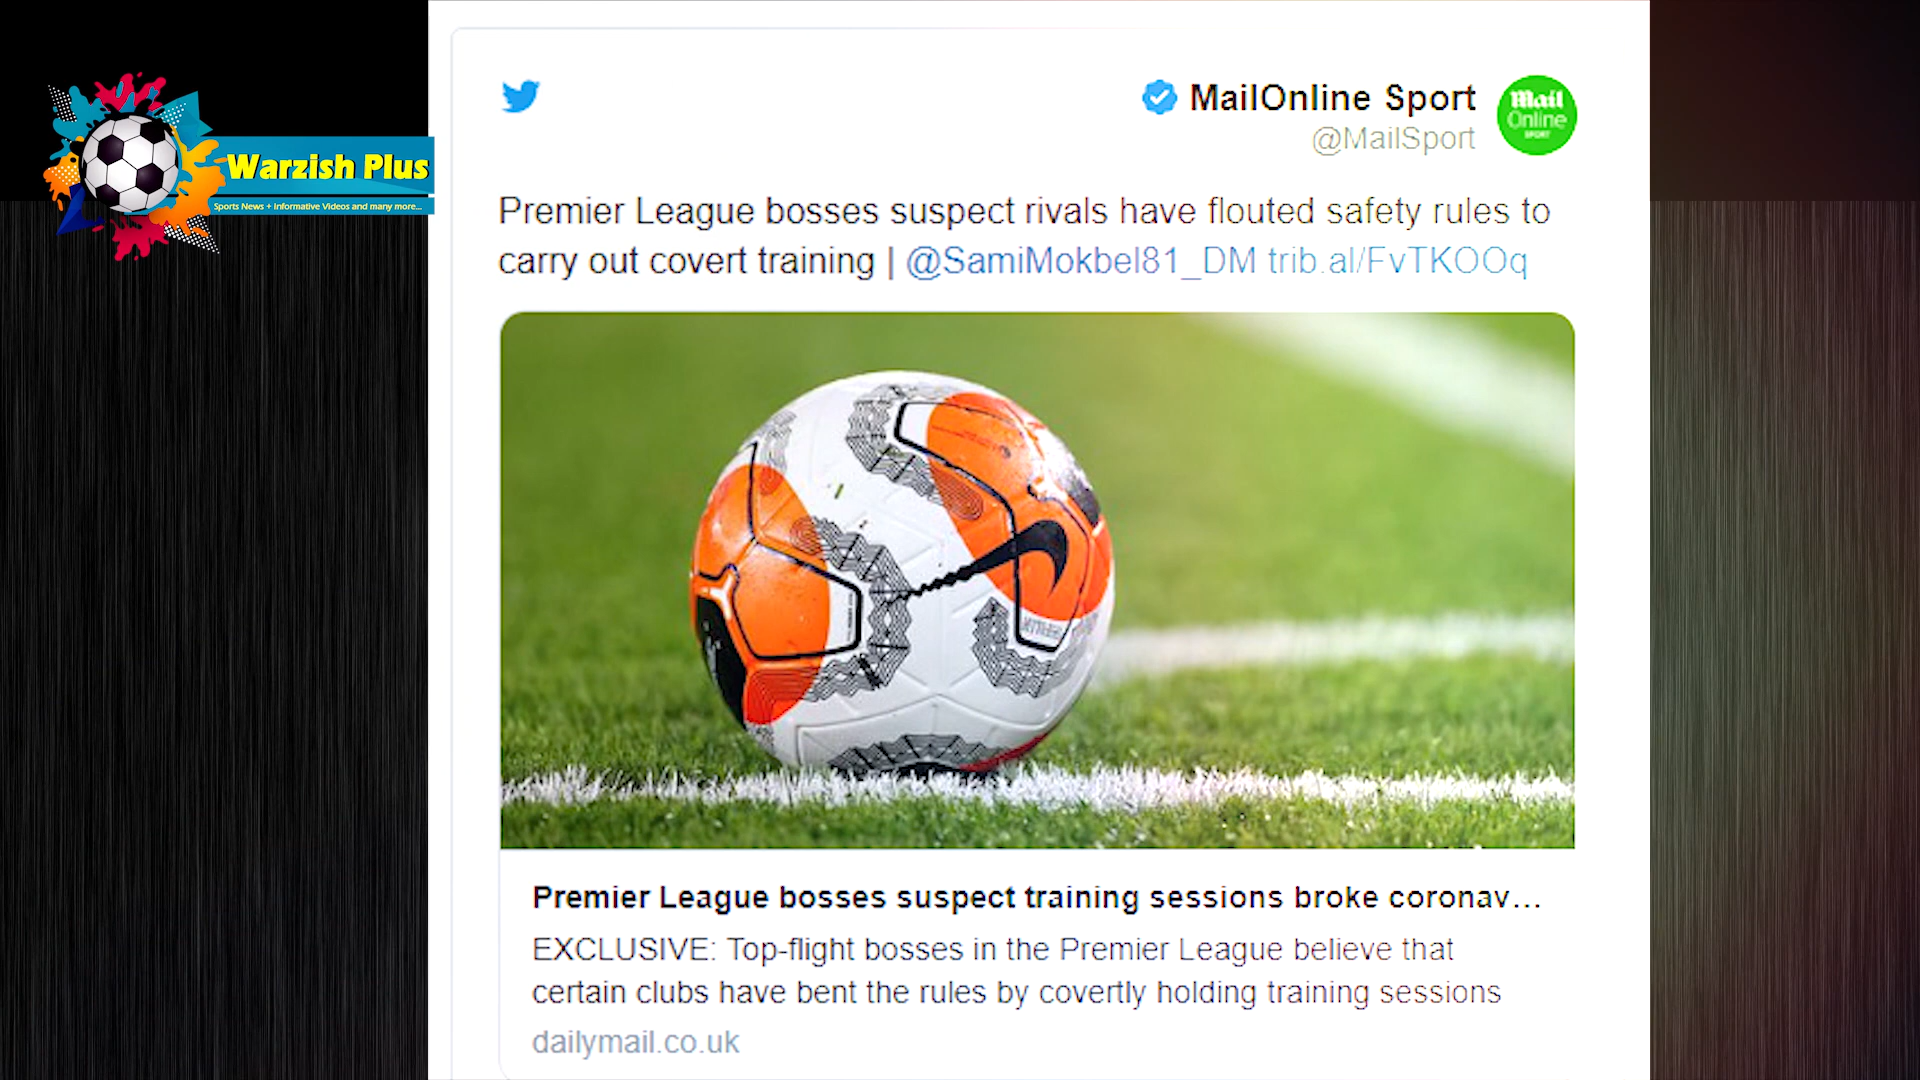 Warzish Plus
Sports News + Informative Videos and many more...
MailOnline Sport
@MailSport
Mail
Online
SPORT
Premier League bosses suspect rivals have flouted safety rules to
carry out covert training | @SamiMokbel81_DM trib.al/FvTKOOq
Premier League bosses suspect training sessions broke coronav...
EXCLUSIVE: Top-flight bosses in the Premier League believe that
certain clubs have bent the rules by covertly holding training sessions
dailymail.co.uk